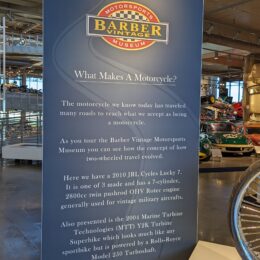 MOTORSPORTS
BARBER
VINTAGE
MUSEUM
What Makes A Motorcycle?
The motorcycle we know today has traveled
many roads to reach what we accept as being
a motorcycle.
As you tour the Barber Vintage Motorsports
Museum you can see how the concept of how
two-wheeled travel evolved.
Here we have a 2010 JRL Cycles Lucky 7.
It is one of 3 made and has a 7-cylinder,
2800cc twin pushrod OHV Rotec engine
generally used for vintage military aircrafts.
Also presented is the 2004 Marine Turbine
Technologies (MTT) Y2K Turbine
Superbike which looks much like any
sportbike but is powered by a Rolls-Royce
Model 250 Turboshaft.